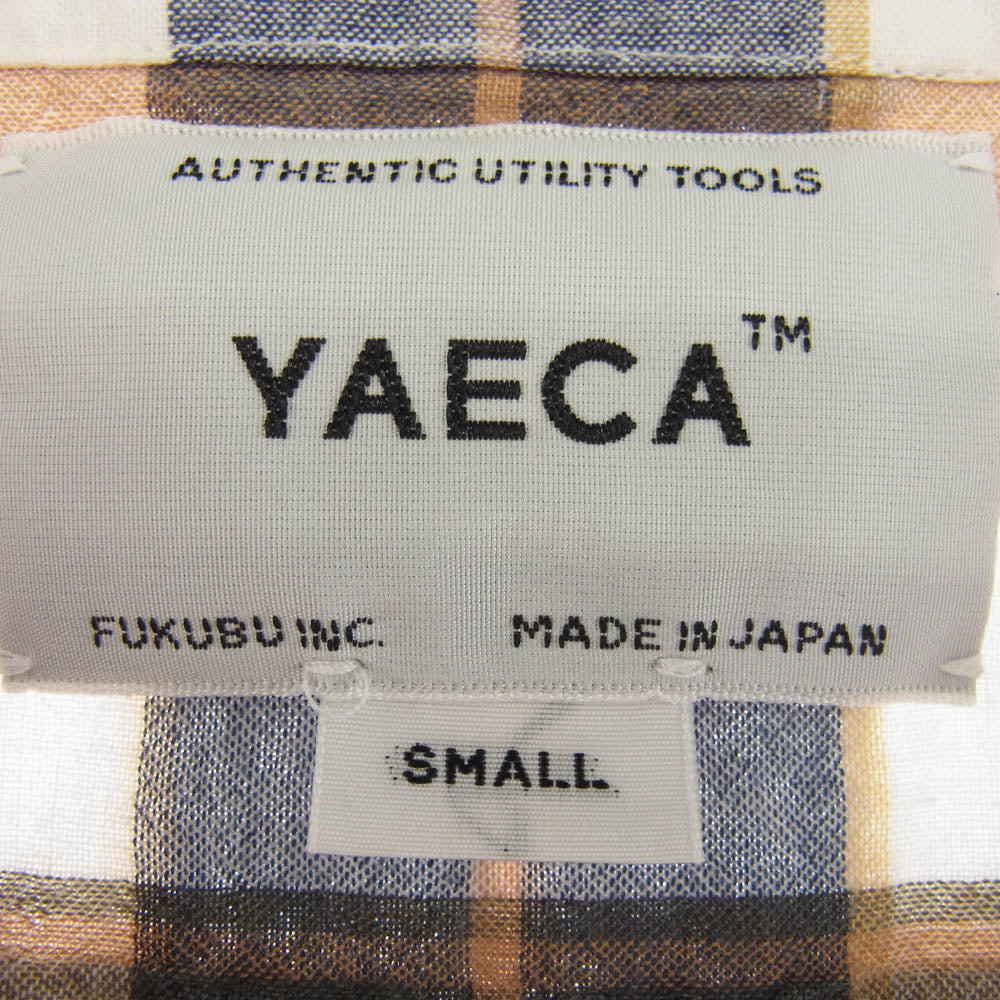 AUTHENTIC UTILITY TOOLS
YAECA™
FUKUBU INC. MADE IN JAPAN
SMALL